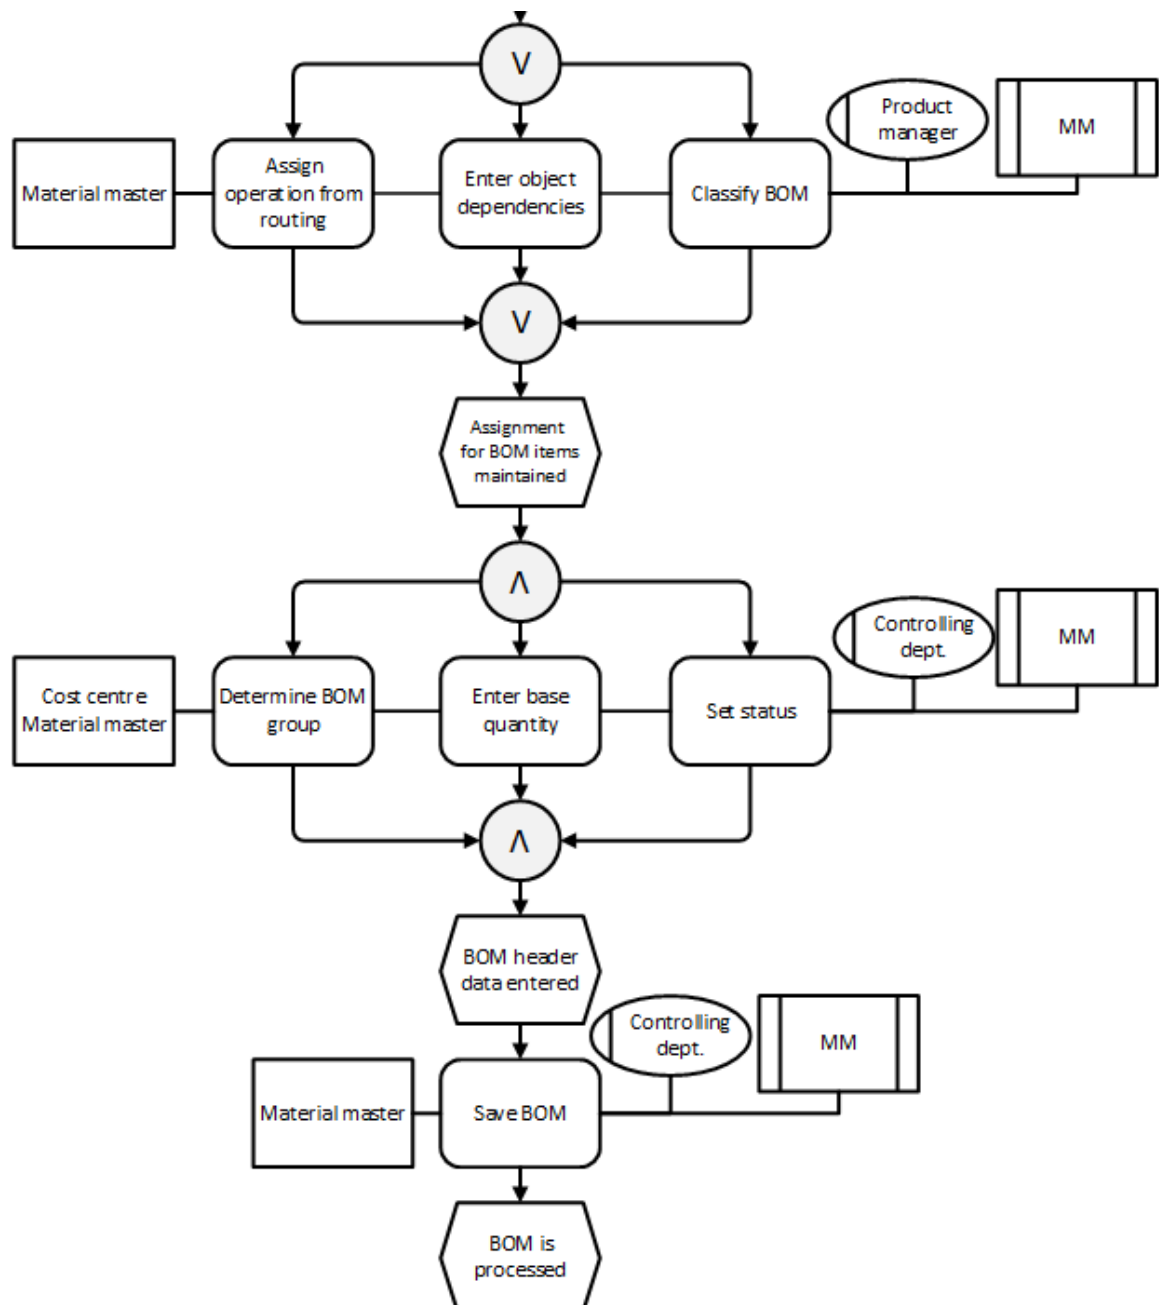 V
Product
manager
MM
Material master
Assign
operation from
routing
Enter object
dependencies
Classify BOM
V
Assignment
for BOM items
maintained
Λ
Controlling
dept.
MM
Cost centre
Material master
Determine BOM
group
Enter base
quantity
Set status
Λ
BOM header
data entered
Controlling
dept.
MM
Material master
Save BOM
BOM is
processed